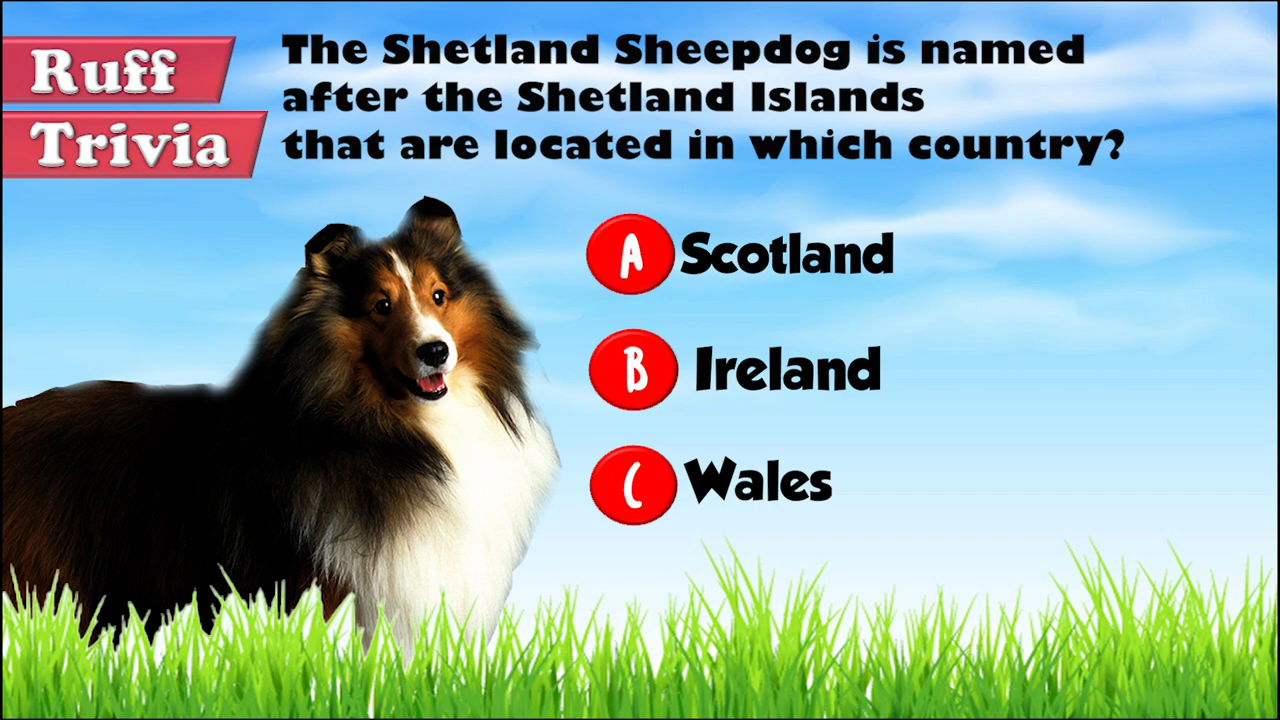 Ruff
Trivia
The Shetland Sheepdog is named
after the Shetland Islands
that are located in which country?
A Scotland
B Ireland
C Wales